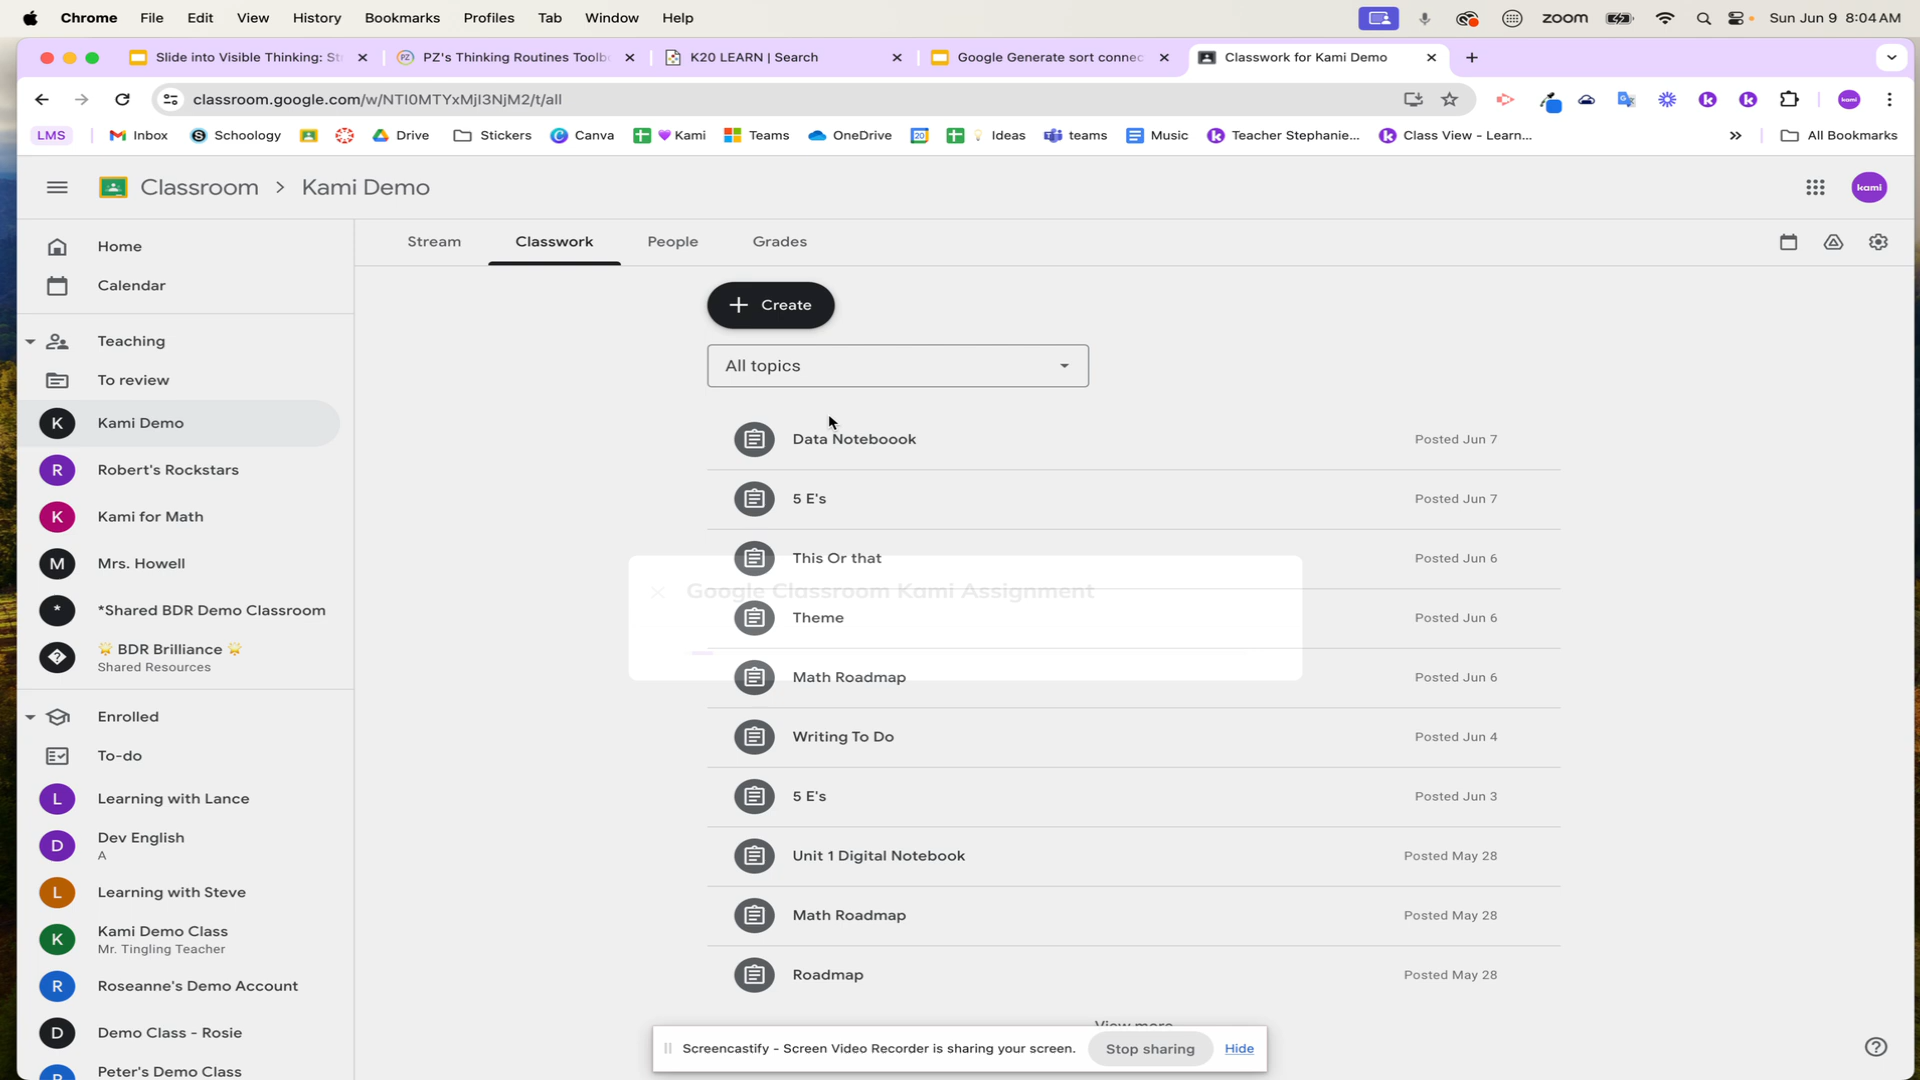 Chrome File Edit View History Bookmarks Profiles Tab Window Help zoom Sun Jun 9 8:04 AM
Slide into Visible Thinking: St PZ's Thinking Routines Toolb K20 LEARN | Search Google Generate sort connec Classwork for Kami Demo
classroom.google.com/w/NTI0MTYxMjI3NjM2/t/all kami
LMS Inbox Schoology Drive Stickers Canva Kami Teams OneDrive Ideas teams Music Teacher Stephanie... Class View - Learn... » All Bookmarks
Classroom > Kami Demo kami
Stream Classwork People Grades
Home
Calendar
Teaching
To review
K Kami Demo
R Robert's Rockstars
K Kami for Math
M Mrs. Howell
* *Shared BDR Demo Classroom
BDR Brilliance
Shared Resources
Enrolled
To-do
L Learning with Lance
D Dev English
A
L Learning with Steve
K Kami Demo Class
Mr. Tingling Teacher
R Roseanne's Demo Account
D Demo Class - Rosie
P Peter's Demo Class
+ Create
All topics
Data Noteboook Posted Jun 7
5 E's Posted Jun 7
This Or that Posted Jun 6
Google Classroom Kami Assignment
Theme Posted Jun 6
Math Roadmap Posted Jun 6
Writing To Do Posted Jun 4
5 E's Posted Jun 3
Unit 1 Digital Notebook Posted May 28
Math Roadmap Posted May 28
Roadmap Posted May 28
View more
Screencastify - Screen Video Recorder is sharing your screen. Stop sharing Hide